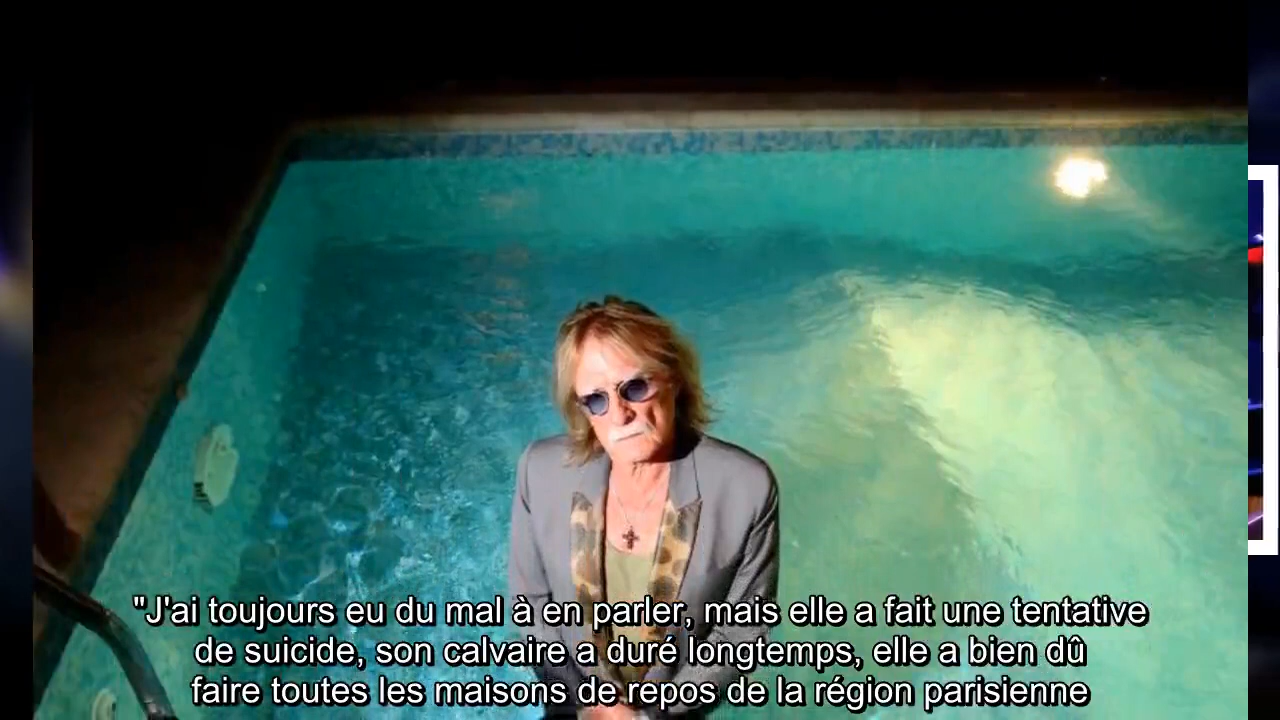 "J'ai toujours eu du mal à en parler, mais elle a fait une tentative
de suicide, son calvaire a duré longtemps, elle a bien dû
faire toutes les maisons de repos de la région parisienne